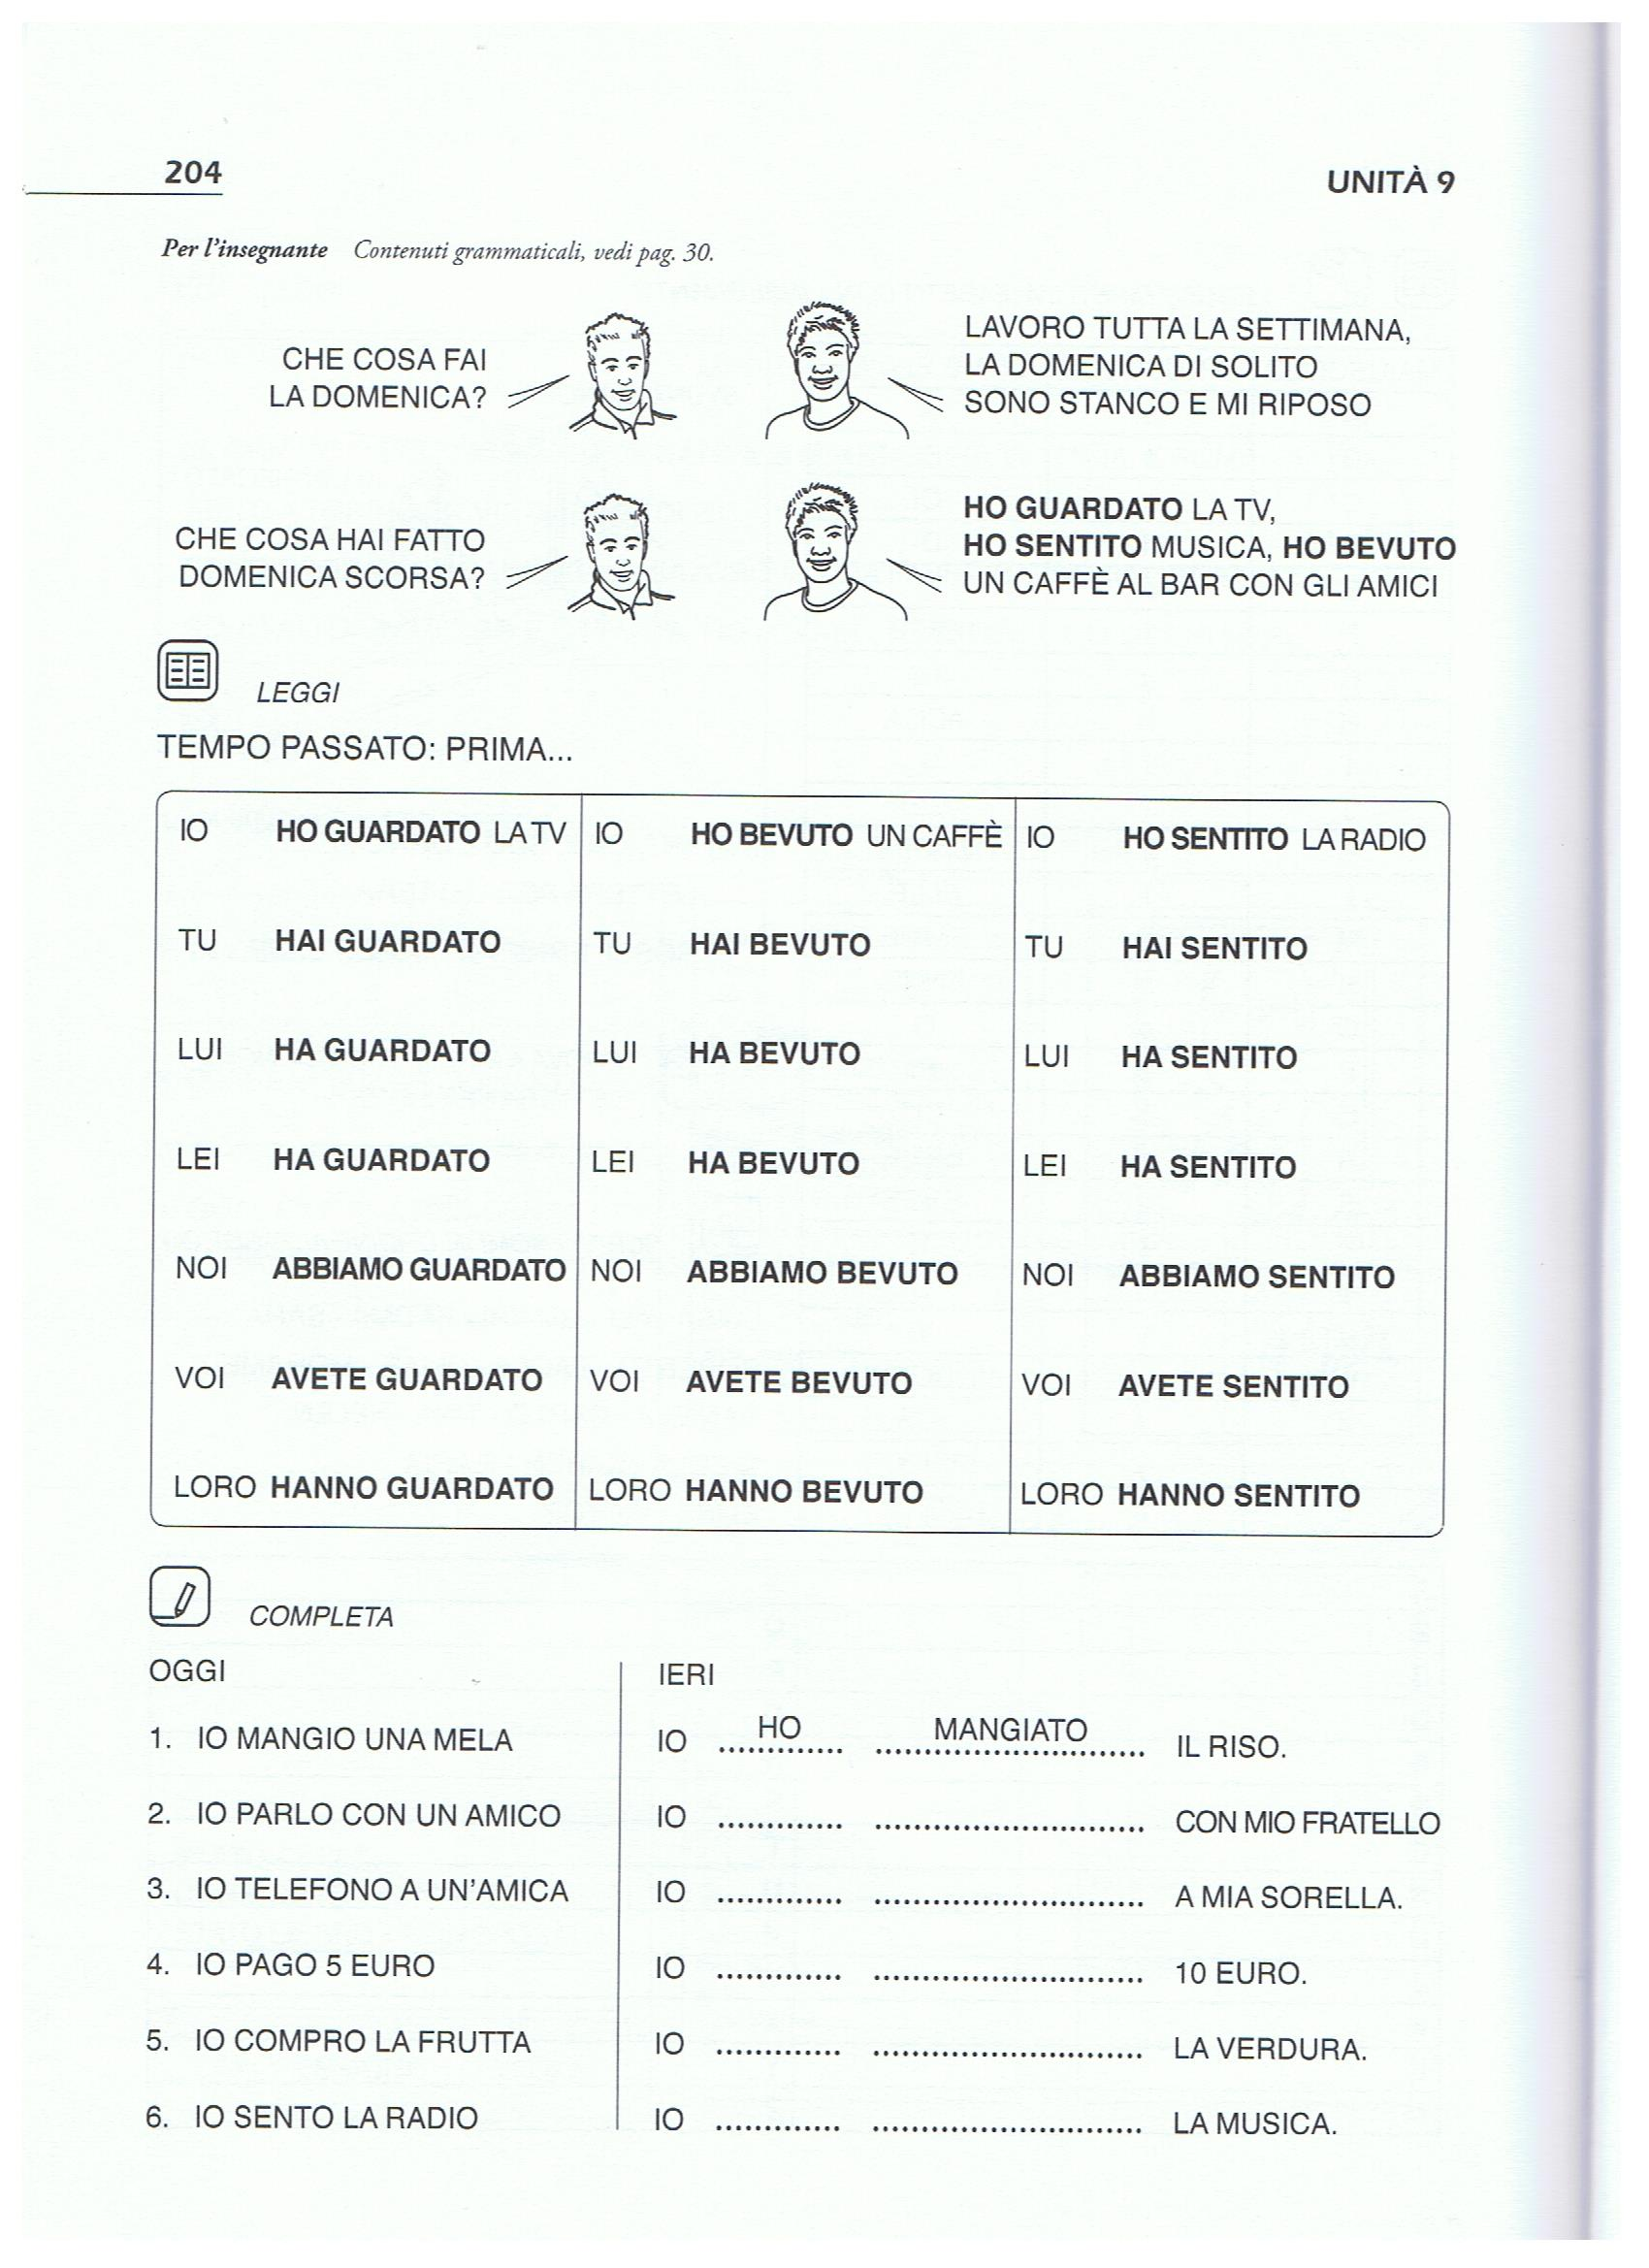 204
UNITÀ 9
Per l'insegnante Contenuti grammaticali, vedi pag. 30.
CHE COSA FAI
LA DOMENICA?
LAVORO TUTTA LA SETTIMANA,
LA DOMENICA DI SOLITO
SONO STANCO E MI RIPOSO
CHE COSA HAI FATTO
DOMENICA SCORSA?
HO GUARDATO LA TV,
HO SENTITO MUSICA, HO BEVUTO
UN CAFFÈ AL BAR CON GLI AMICI
LEGGI
TEMPO PASSATO: PRIMA...
IO HO GUARDATO LA TV IO HO BEVUTO UN CAFFÈ IO HO SENTITO LA RADIO
TU HAI GUARDATO TU HAI BEVUTO TU HAI SENTITO
LUI HA GUARDATO LUI HA BEVUTO LUI HA SENTITO
LEI HA GUARDATO LEI HA BEVUTO LEI HA SENTITO
NOI ABBIAMO GUARDATO NOI ABBIAMO BEVUTO NOI ABBIAMO SENTITO
VOI AVETE GUARDATO VOI AVETE BEVUTO VOI AVETE SENTITO
LORO HANNO GUARDATO LORO HANNO BEVUTO LORO HANNO SENTITO
COMPLETA
OGGI IERI
1. IO MANGIO UNA MELA IO HO MANGIATO IL RISO.
2. IO PARLO CON UN AMICO IO ............. ........................... CON MIO FRATELLO
3. IO TELEFONO A UN'AMICA IO ............. ........................... A MIA SORELLA.
4. IO PAGO 5 EURO IO ............. ........................... 10 EURO.
5. IO COMPRO LA FRUTTA IO ............. ........................... LA VERDURA.
6. IO SENTO LA RADIO IO ............. ........................... LA MUSICA.